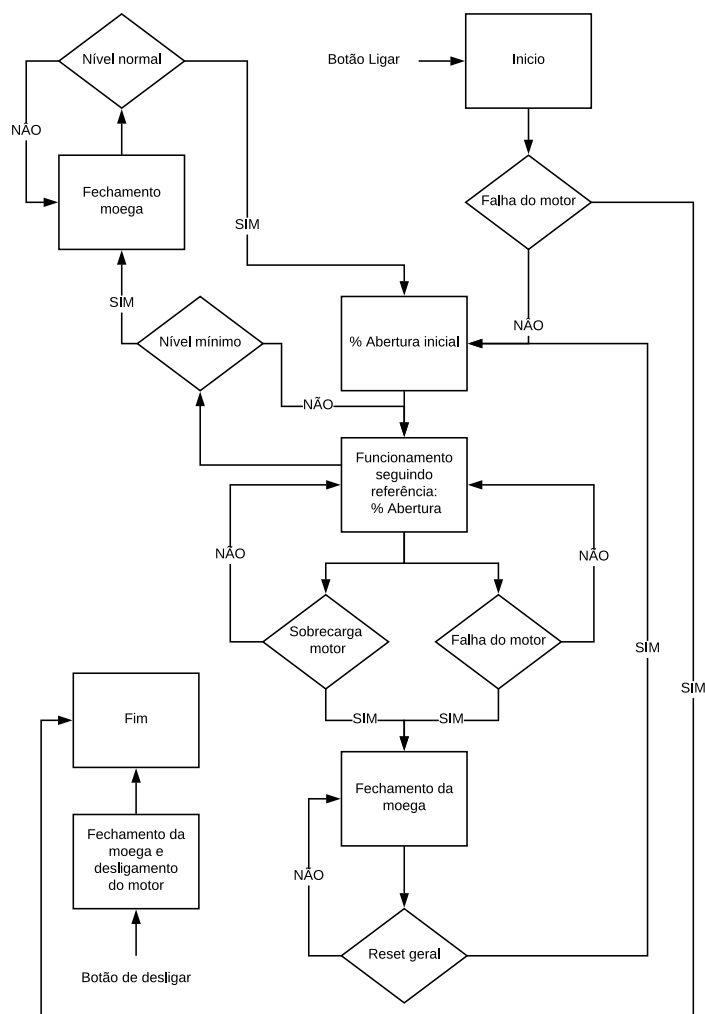 Nível normal
Botão Ligar
Inicio
NÃO
Fechamento
moega
Falha do motor
SIM
SIM
NÃO
Nível mínimo
% Abertura inicial
NÃO
Funcionamento
seguindo
referência:
% Abertura
NÃO
NÃO
Sobrecarga
motor
Falha do motor
SIM
SIM
Fim
SIM
SIM
Fechamento da
moega
Fechamento da
moega e
desligamento
do motor
NÃO
Reset geral
Botão de desligar